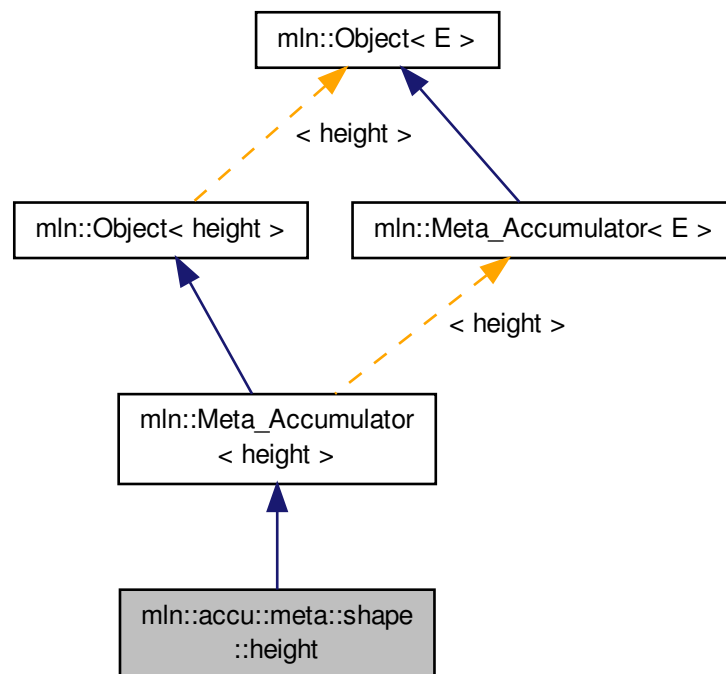 mln::Object< E >
< height >
mln::Object< height >
mln::Meta_Accumulator< E >
< height >
mln::Meta_Accumulator
< height >
mln::accu::meta::shape
::height